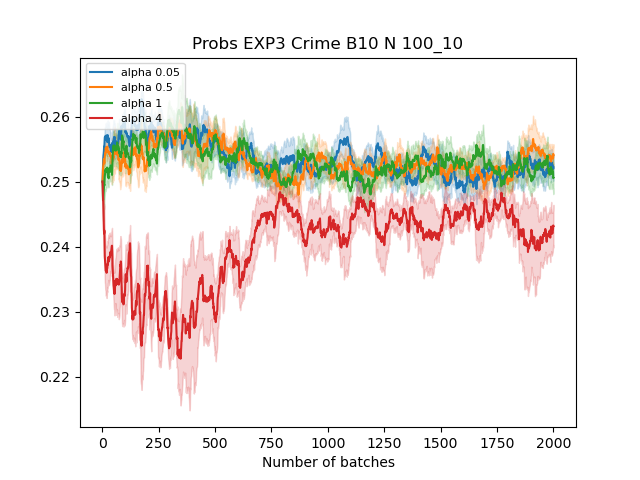 Probs EXP3 Crime B10 N 100_10
alpha 0.05
alpha 0.5
alpha 1
alpha 4
0.26
0.25
0.24
0.23
0.22
0 250 500 750 1000 1250 1500 1750 2000
Number of batches